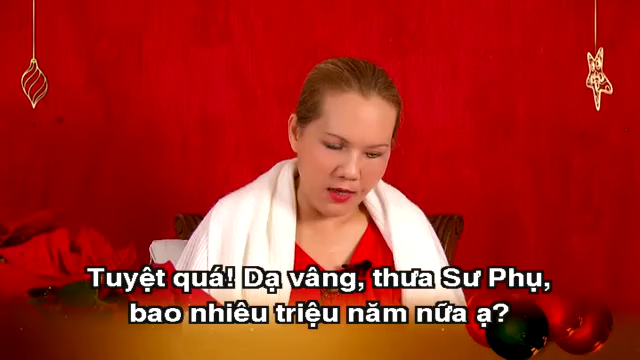 Tuyệt quá! Dạ vâng, thưa Sư Phụ,
bao nhiêu triệu năm nữa ạ?